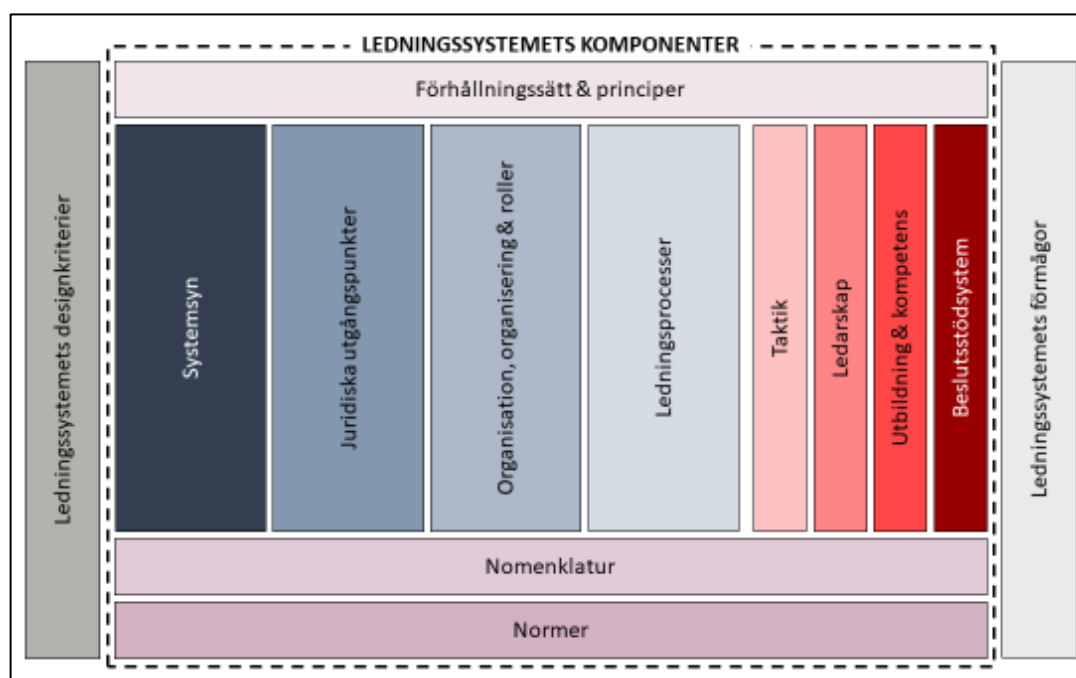 LEDNINGSSYSTEMETS KOMPONENTER
Ledningssystemets designkriterier
Förhållningssätt & principer
Systemsyn
Juridiska utgångspunkter
Organisation, organisering & roller
Ledningsprocesser
Taktik
Ledarskap
Utbildning & kompetens
Beslutsstödsystem
Nomenklatur
Normer
Ledningssystemets förmågor